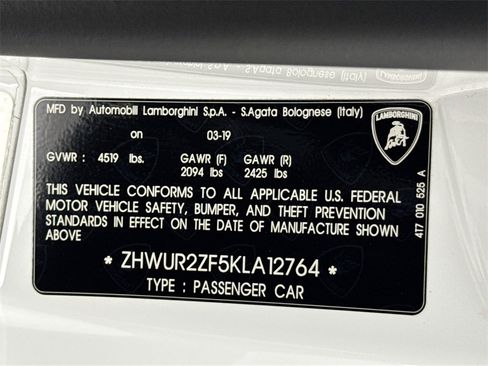 MFD by Automobili Lamborghini S.p.A. - S.Agata Bolognese (Italy)
on 03-19
GVWR : 4519 lbs. GAWR (F) GAWR (R)
2094 lbs 2425 lbs.
THIS VEHICLE CONFORMS TO ALL APPLICABLE U.S. FEDERAL
MOTOR VEHICLE SAFETY, BUMPER, AND THEFT PREVENTION
STANDARDS IN EFFECT ON THE DATE OF MANUFACTURE SHOWN
ABOVE
* ZHWUR2ZF5KLA12764 *
TYPE : PASSENGER CAR
LAMBORGHINI
417 010 525 A